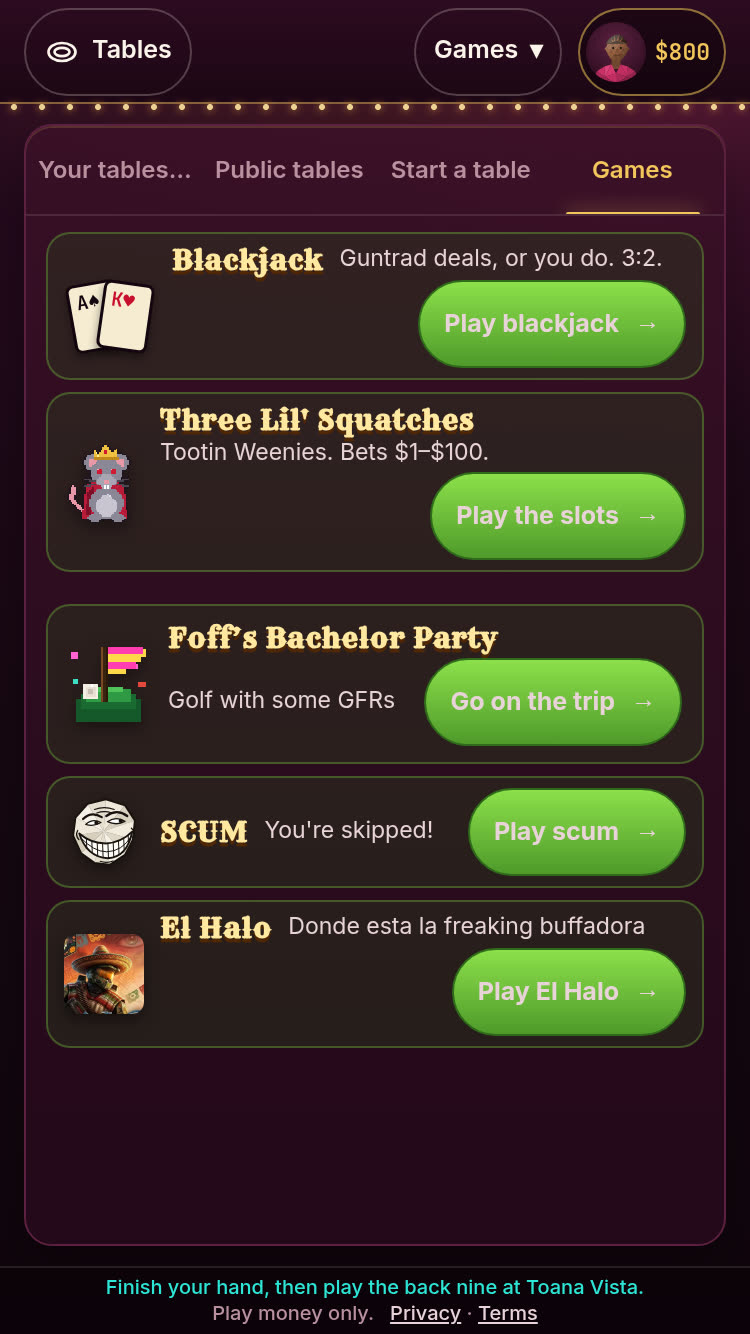 Tables
Games ▼
$800
Your tables...
Public tables
Start a table
Games
A♠ K♥
Blackjack Guntrad deals, or you do. 3:2.
Play blackjack →
Three Lil' Squatches
Tootin Weenies. Bets $1–$100.
Play the slots →
Foff's Bachelor Party
Golf with some GFRs
Go on the trip →
SCUM You're skipped!
Play scum →
El Halo Donde esta la freaking buffadora
Play El Halo →
Finish your hand, then play the back nine at Toana Vista.
Play money only. Privacy · Terms